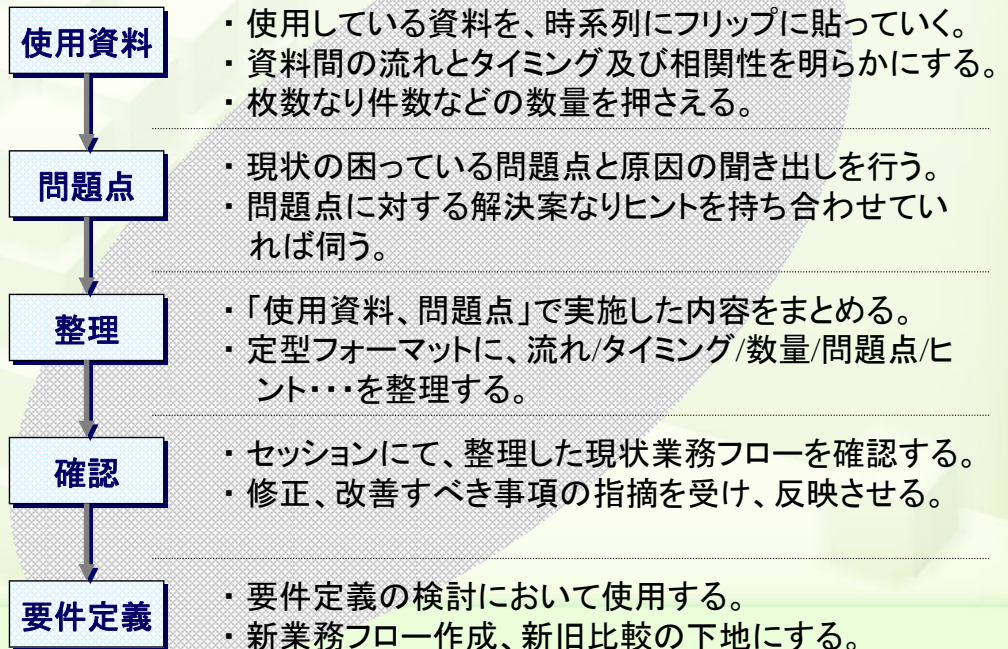 使用資料
・使用している資料を、時系列にフリップに貼っていく。
・資料間の流れとタイミング及び相関性を明らかにする。
・枚数なり件数などの数量を押さえる。
問題点
・現状の困っている問題点と原因の聞き出しを行う。
・問題点に対する解決案なりヒントを持ち合わせてい
れば伺う。
整理
・「使用資料、問題点」で実施した内容をまとめる。
・定型フォーマットに、流れ/タイミング/数量/問題点/ヒ
ント・・・を整理する。
確認
・セッションにて、整理した現状業務フローを確認する。
・修正、改善すべき事項の指摘を受け、反映させる。
要件定義
・要件定義の検討において使用する。
・新業務フロー作成、新旧比較の下地にする。